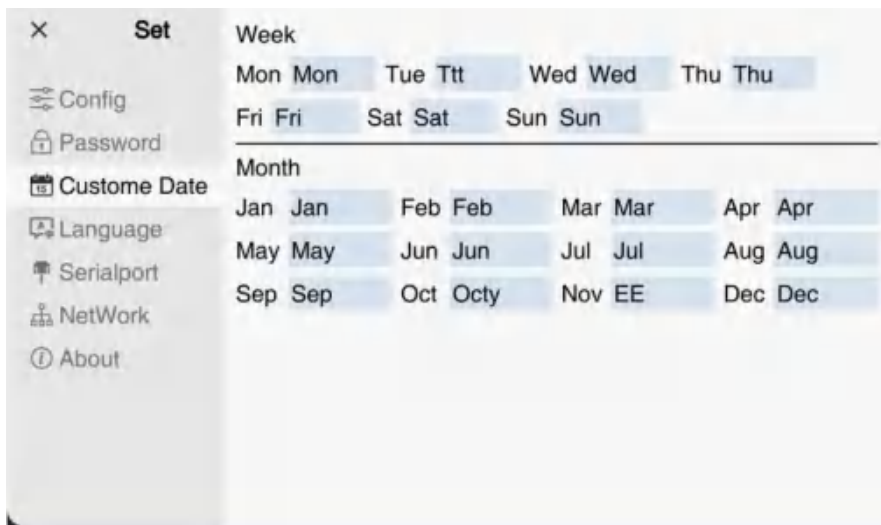 Set
Config
Password
Custome Date
Language
Serialport
NetWork
About
Week
Mon Mon Tue Ttt Wed Wed Thu Thu
Fri Fri Sat Sat Sun Sun
Month
Jan Jan Feb Feb Mar Mar Apr Apr
May May Jun Jun Jul Jul Aug Aug
Sep Sep Oct Octy Nov EE Dec Dec